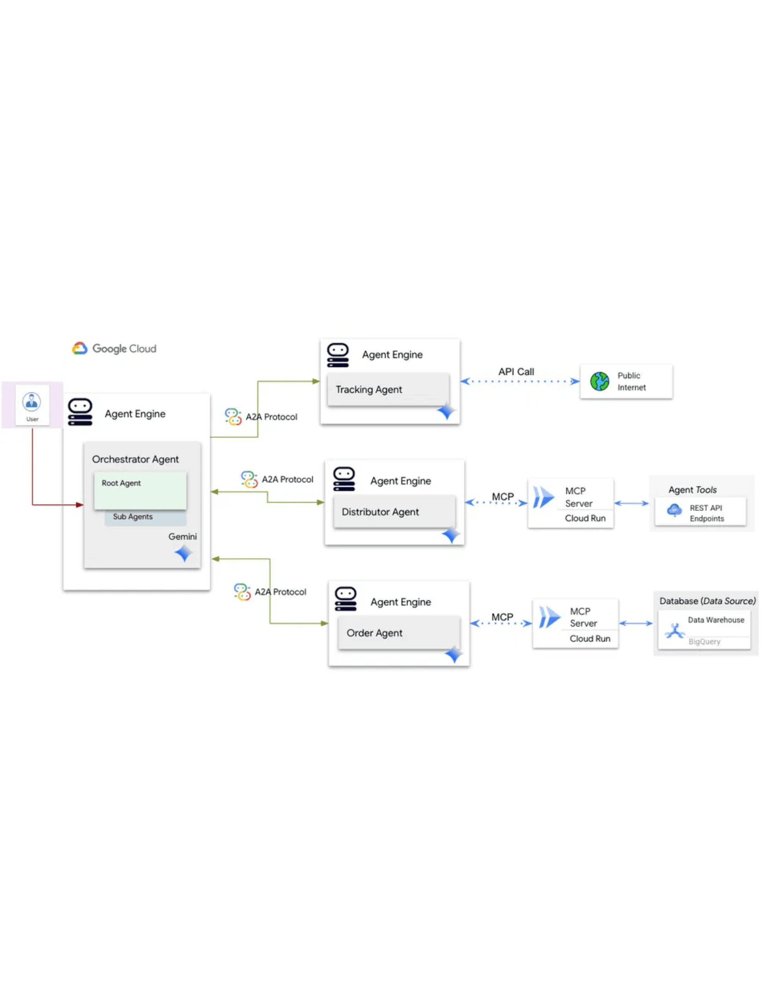 Google Cloud
User
Agent Engine
Orchestrator Agent
Root Agent
Sub Agents
Gemini
A2A Protocol
Agent Engine
Tracking Agent
API Call
Public
Internet
A2A Protocol
Agent Engine
Distributor Agent
MCP
MCP
Server
Cloud Run
Agent Tools
REST API
Endpoints
A2A Protocol
Agent Engine
Order Agent
MCP
MCP
Server
Cloud Run
Database (Data Source)
Data Warehouse
BigQuery